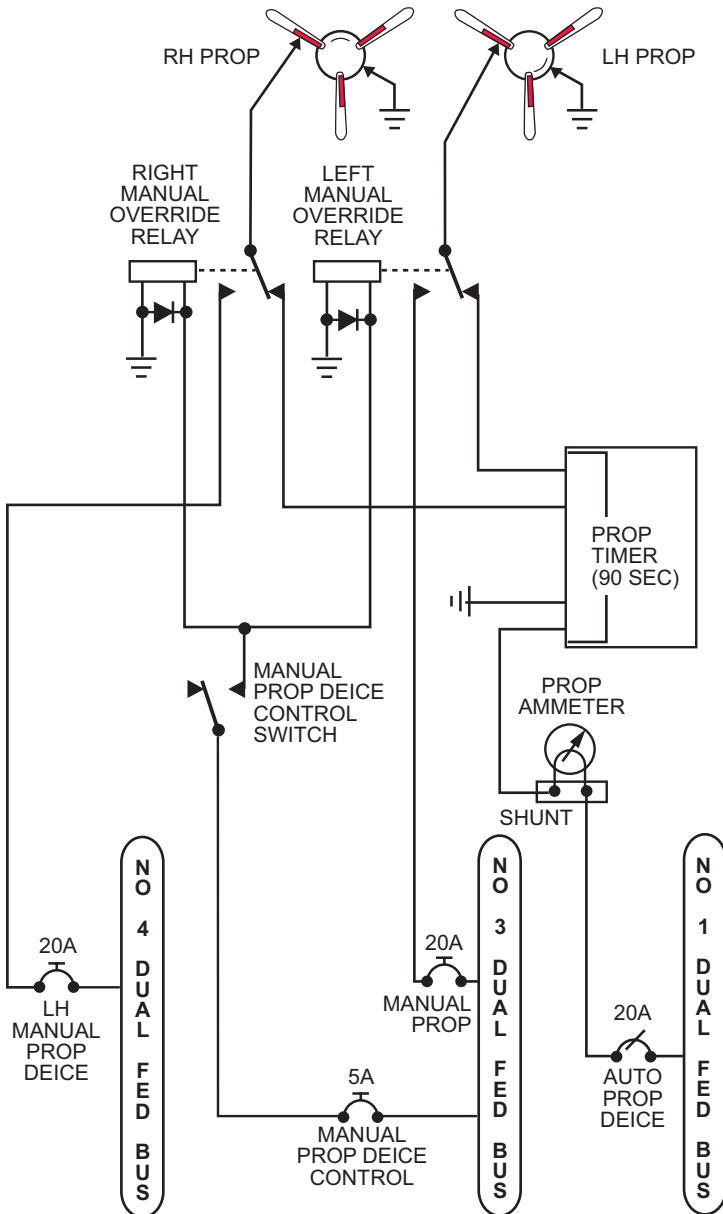 RH PROP
LH PROP
RIGHT
MANUAL
OVERRIDE
RELAY
LEFT
MANUAL
OVERRIDE
RELAY
PROP
TIMER
(90 SEC)
MANUAL
PROP DEICE
CONTROL
SWITCH
PROP
AMMETER
SHUNT
NO 4 DUAL FED BUS
NO 3 DUAL FED BUS
NO 1 DUAL FED BUS
20A
LH
MANUAL
PROP
DEICE
20A
MANUAL
PROP
5A
MANUAL
PROP DEICE
CONTROL
20A
AUTO
PROP
DEICE